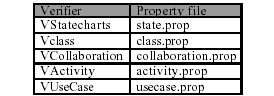 Verifier Property file
VStatecharts state.prop
Vclass class.prop
VCollaboration collaboration.prop
VActivity activity.prop
VUseCase usecase.prop